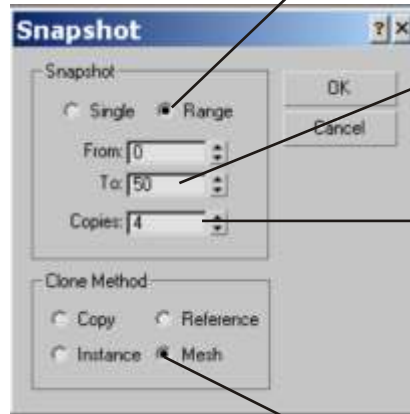 Snapshot
Snapshot
Single Range
From: 0
To: 50
Copies: 4
OK
Cancel
Clone Method
Copy Reference
Instance Mesh